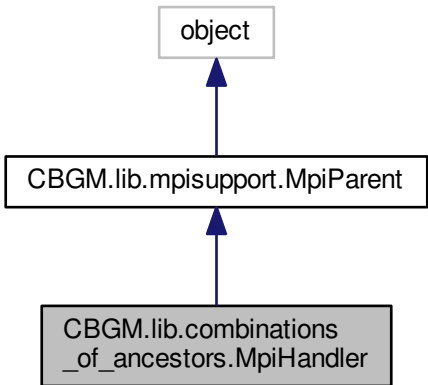 object
CBGM.lib.mpisupport.MpiParent
CBGM.lib.combinations
_of_ancestors.MpiHandler